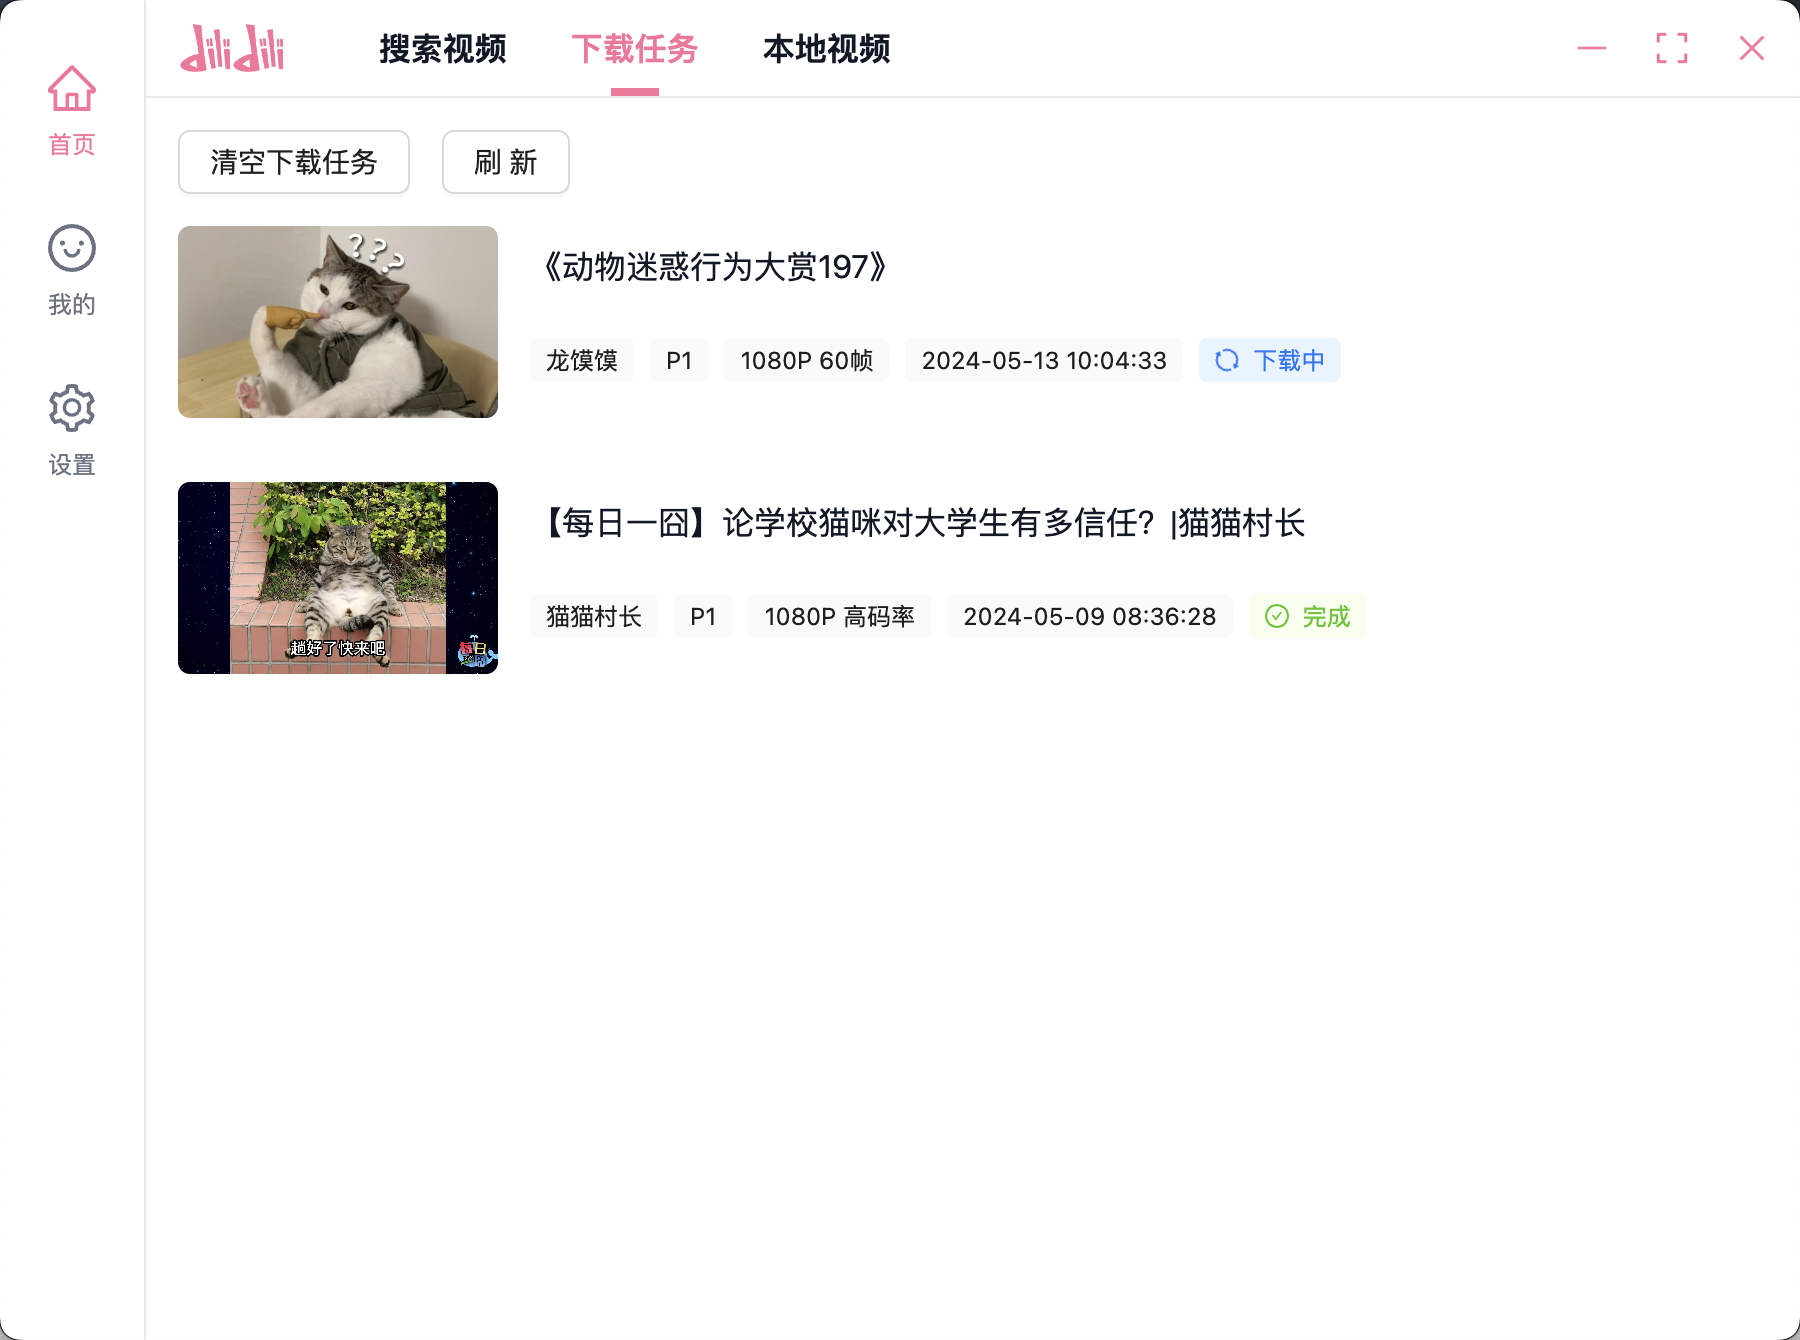 dilidili
搜索视频
下载任务
本地视频
首页
我的
设置
清空下载任务
刷 新
???
《动物迷惑行为大赏197》
龙馍馍
P1
1080P 60帧
2024-05-13 10:04:33
下载中
趟好了快来吧
每日
【每日一囧】论学校猫咪对大学生有多信任？|猫猫村长
猫猫村长
P1
1080P 高码率
2024-05-09 08:36:28
完成